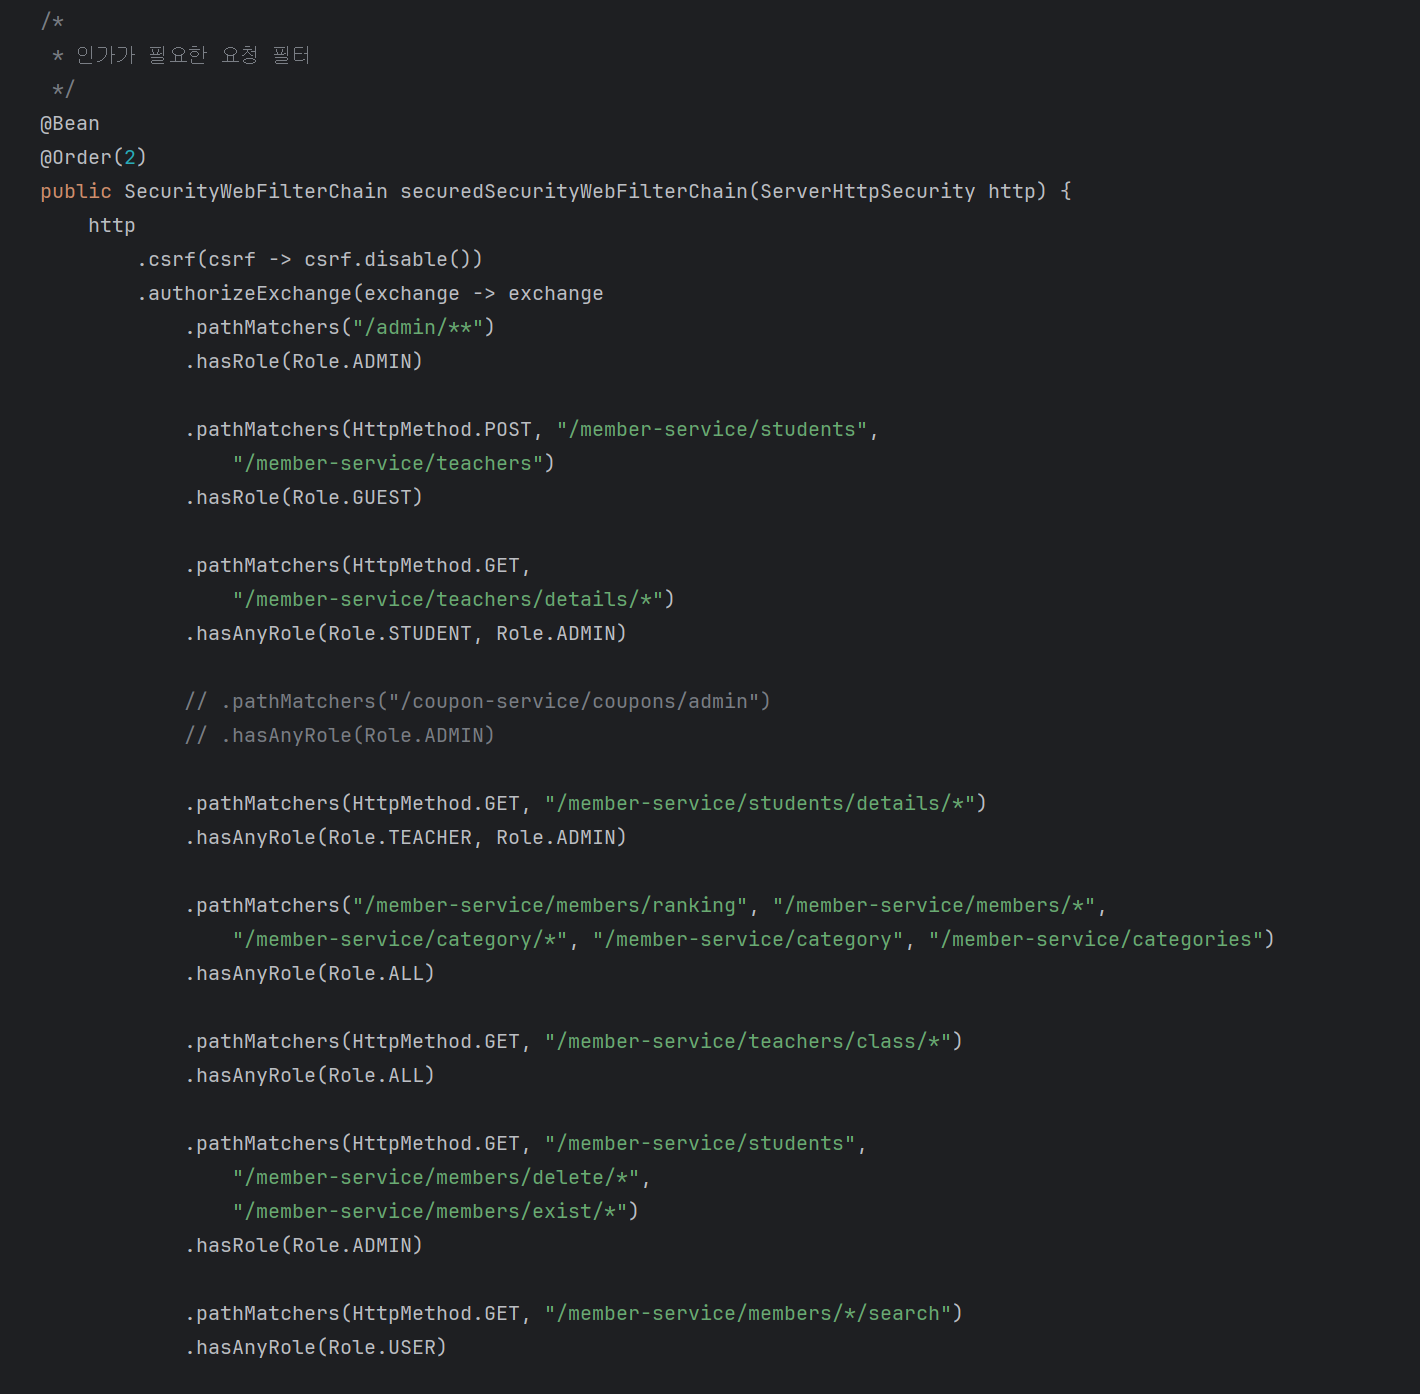 /*
 * 인가가 필요한 요청 필터
 */
@Bean
@Order(2)
public SecurityWebFilterChain securedSecurityWebFilterChain(ServerHttpSecurity http) {
    http
        .csrf(csrf -> csrf.disable())
        .authorizeExchange(exchange -> exchange
            .pathMatchers("/admin/**")
            .hasRole(Role.ADMIN)

            .pathMatchers(HttpMethod.POST, "/member-service/students",
                "/member-service/teachers")
            .hasRole(Role.GUEST)

            .pathMatchers(HttpMethod.GET,
                "/member-service/teachers/details/*")
            .hasAnyRole(Role.STUDENT, Role.ADMIN)

            // .pathMatchers("/coupon-service/coupons/admin")
            // .hasAnyRole(Role.ADMIN)

            .pathMatchers(HttpMethod.GET, "/member-service/students/details/*")
            .hasAnyRole(Role.TEACHER, Role.ADMIN)

            .pathMatchers("/member-service/members/ranking", "/member-service/members/*",
                "/member-service/category/*", "/member-service/category", "/member-service/categories")
            .hasAnyRole(Role.ALL)

            .pathMatchers(HttpMethod.GET, "/member-service/teachers/class/*")
            .hasAnyRole(Role.ALL)

            .pathMatchers(HttpMethod.GET, "/member-service/students",
                "/member-service/members/delete/*",
                "/member-service/members/exist/*")
            .hasRole(Role.ADMIN)

            .pathMatchers(HttpMethod.GET, "/member-service/members/*/search")
            .hasAnyRole(Role.USER)